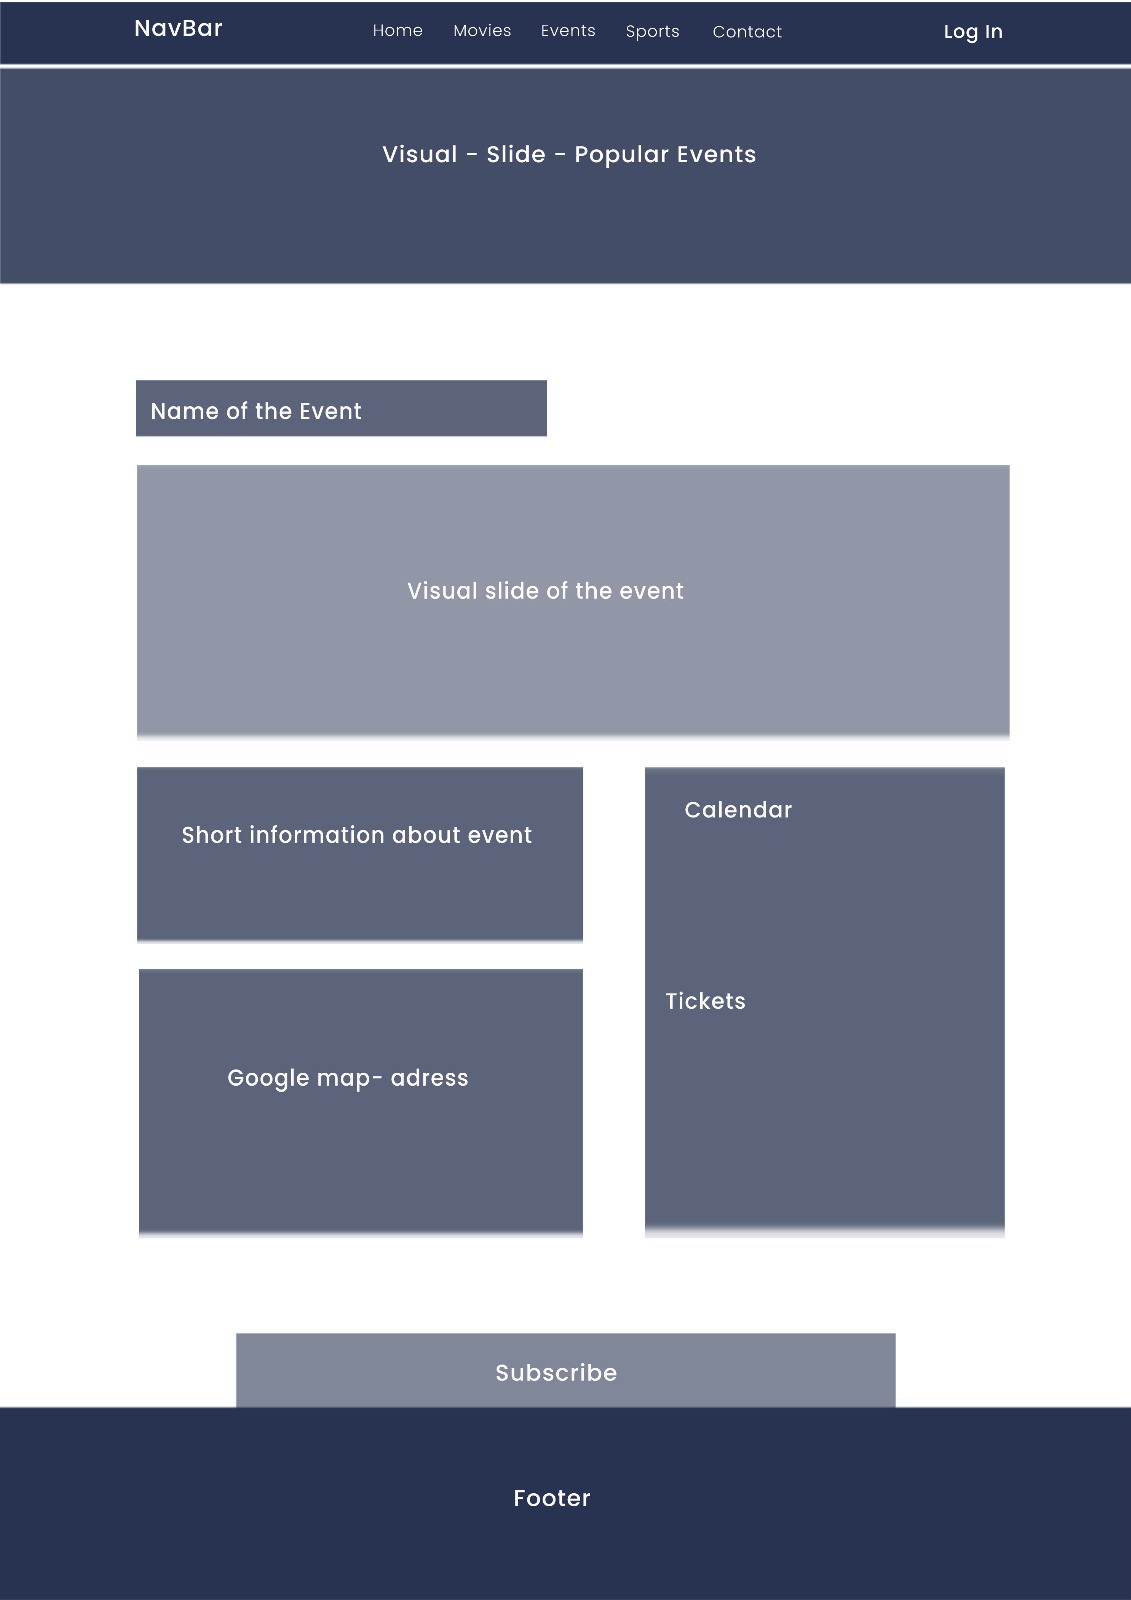 NavBar Home Movies Events Sports Contact Log In
Visual - Slide - Popular Events
Name of the Event
Visual slide of the event
Short information about event
Calendar
Tickets
Google map- adress
Subscribe
Footer